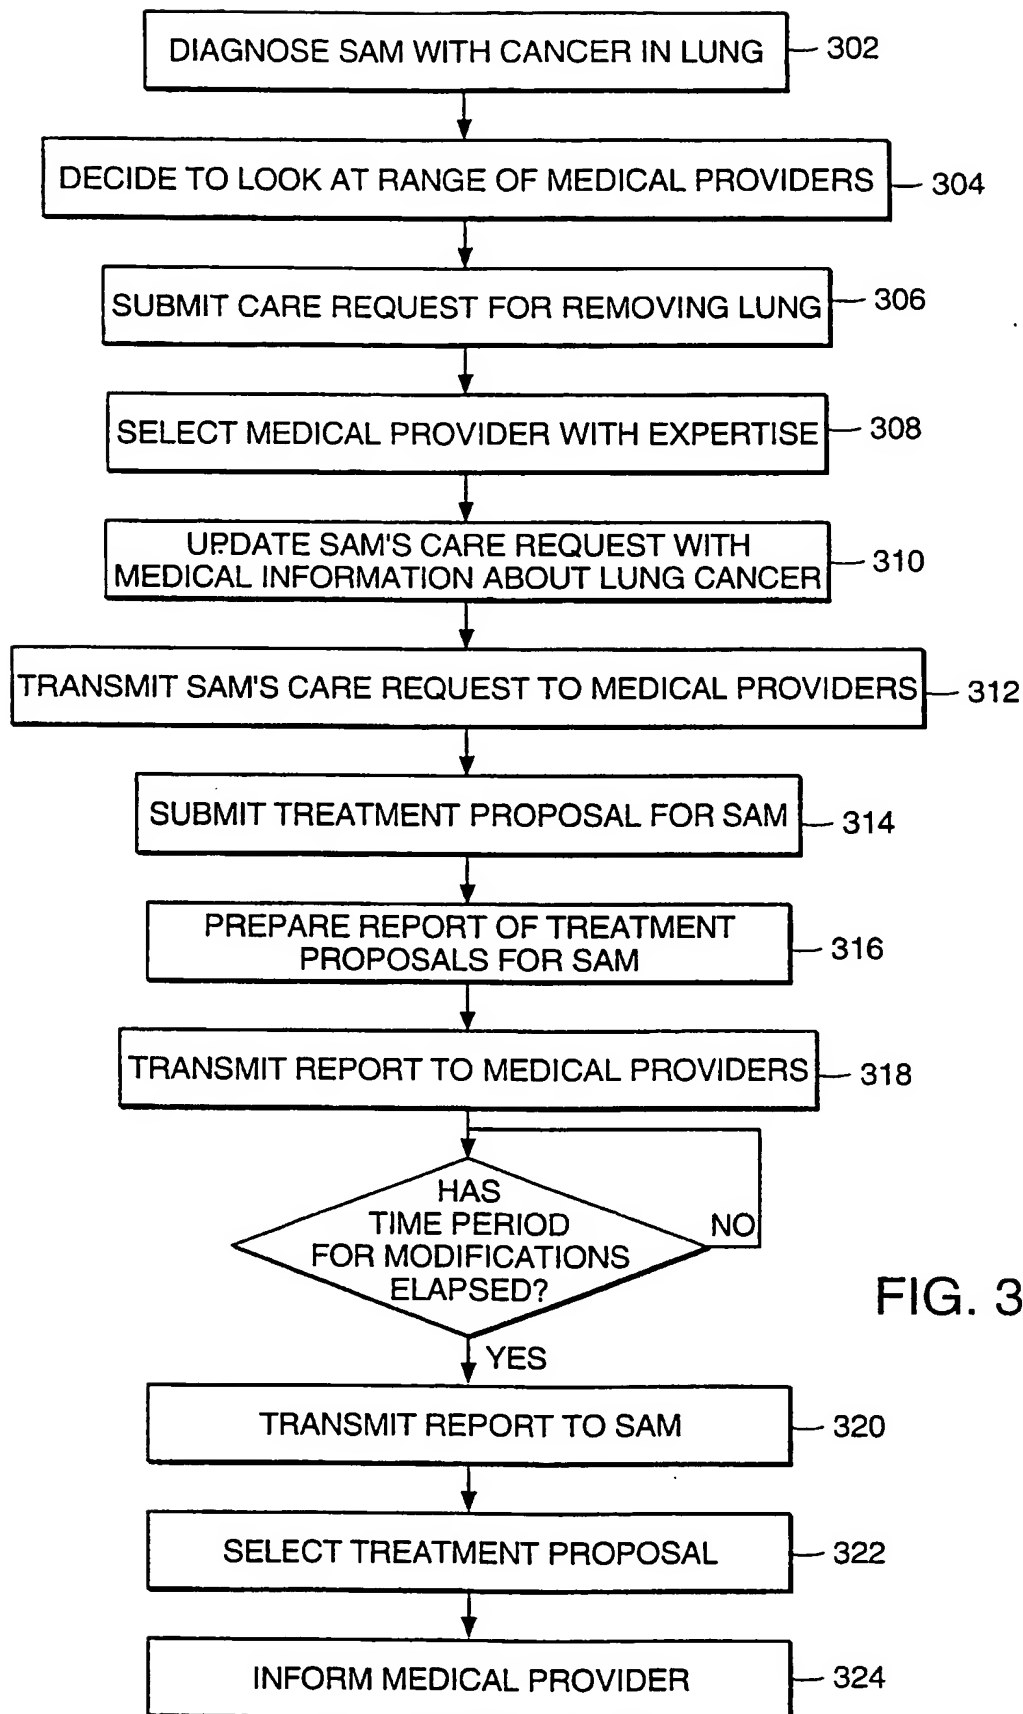 DIAGNOSE SAM WITH CANCER IN LUNG
302
DECIDE TO LOOK AT RANGE OF MEDICAL PROVIDERS
304
SUBMIT CARE REQUEST FOR REMOVING LUNG
306
SELECT MEDICAL PROVIDER WITH EXPERTISE
308
UPDATE SAM'S CARE REQUEST WITH
MEDICAL INFORMATION ABOUT LUNG CANCER
310
TRANSMIT SAM'S CARE REQUEST TO MEDICAL PROVIDERS
312
SUBMIT TREATMENT PROPOSAL FOR SAM
314
PREPARE REPORT OF TREATMENT
PROPOSALS FOR SAM
316
TRANSMIT REPORT TO MEDICAL PROVIDERS
318
HAS
TIME PERIOD
FOR MODIFICATIONS
ELAPSED?
NO
FIG. 3
YES
TRANSMIT REPORT TO SAM
320
SELECT TREATMENT PROPOSAL
322
INFORM MEDICAL PROVIDER
324